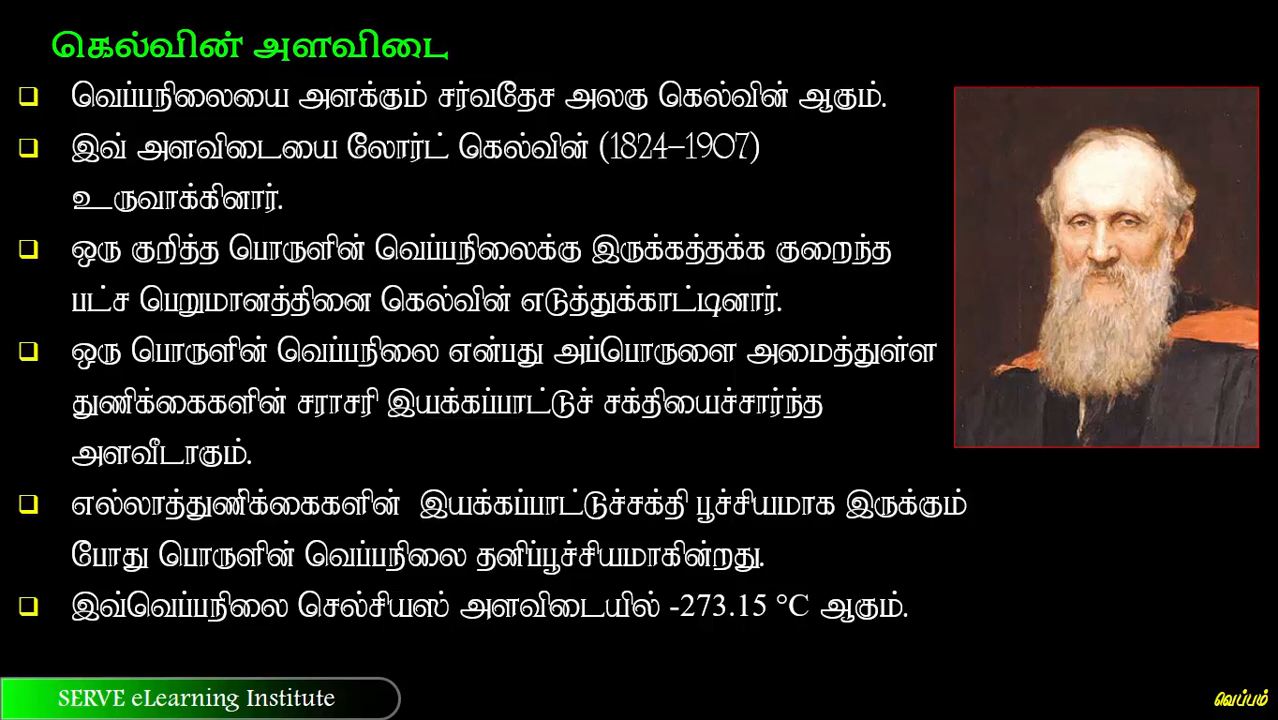 கெல்வின் அளவிடை
வெப்பநிலையை அளக்கும் சர்வதேச அலகு கெல்வின் ஆகும்.
இவ் அளவிடையை லோர்ட் கெல்வின் (1824–1907)
உருவாக்கினார்.
ஒரு குறித்த பொருளின் வெப்பநிலைக்கு இருக்கத்தக்க குறைந்த
பட்ச பெறுமானத்தினை கெல்வின் எடுத்துக்காட்டினார்.
ஒரு பொருளின் வெப்பநிலை என்பது அப்பொருளை அமைத்துள்ள
துணிக்கைகளின் சராசரி இயக்கப்பாட்டுச் சக்தியைச்சார்ந்த
அளவீடாகும்.
எல்லாத்துணிக்கைகளின் இயக்கப்பாட்டுச்சக்தி பூச்சியமாக இருக்கும்
போது பொருளின் வெப்பநிலை தனிப்பூச்சியமாகின்றது.
இவ்வெப்பநிலை செல்சியஸ் அளவிடையில் -273.15 °C ஆகும்.
SERVE eLearning Institute
வெப்பம்